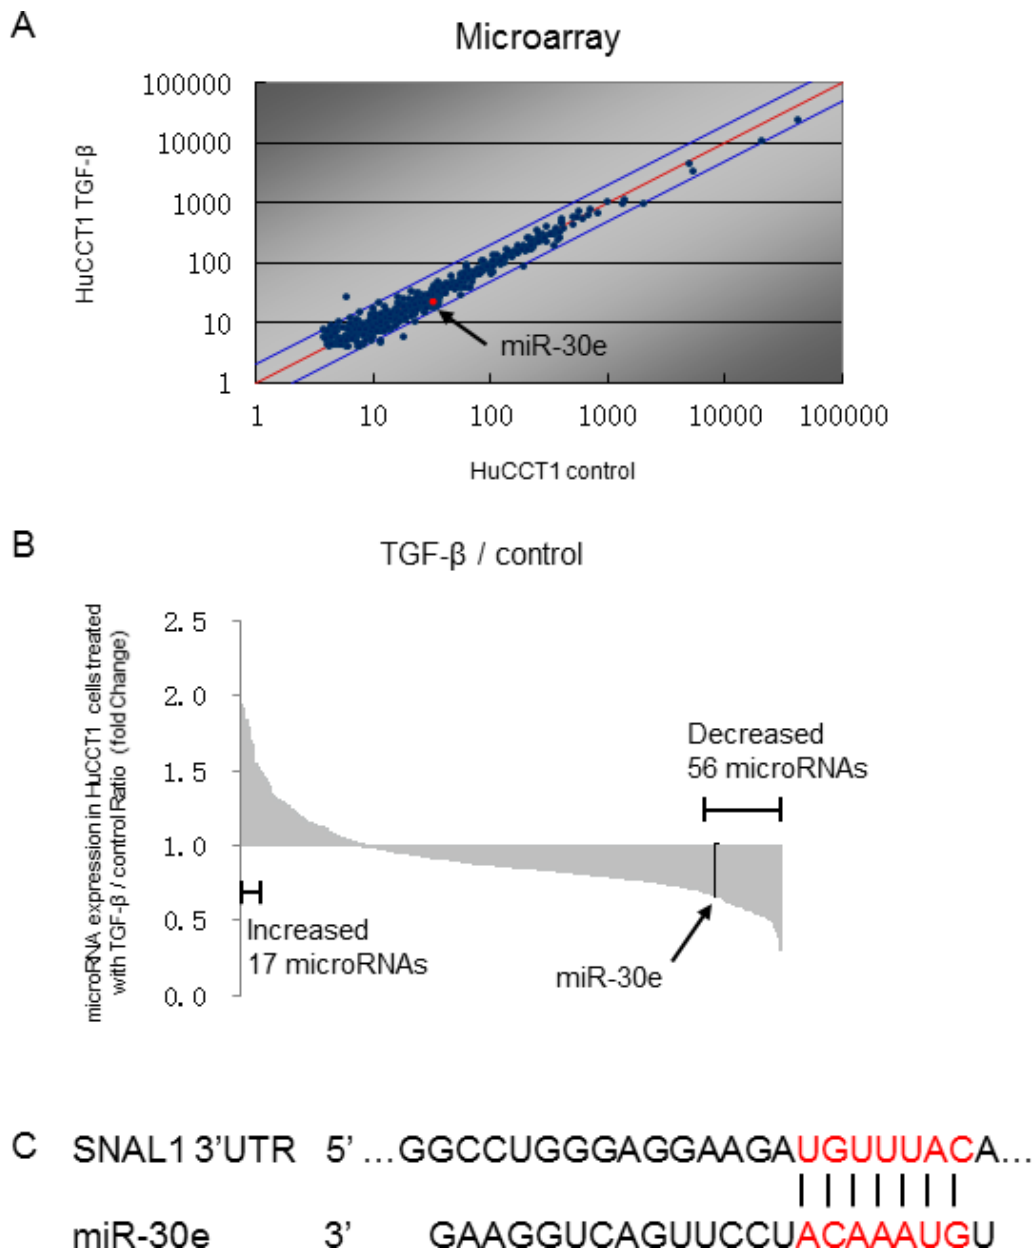 A
Microarray
HuCCT1 TGF-β
100000
10000
1000
100
10
1
miR-30e
1 10 100 1000 10000 100000
HuCCT1 control
B
TGF-β / control
microRNA expression in HuCCT1 cells treated
with TGF-β / control Ratio (fold Change)
2.5
2.0
1.5
1.0
0.5
0.0
Decreased
56 microRNAs
Increased
17 microRNAs
miR-30e
C SNAL1 3'UTR 5' ...GGCCUGGGAGGAAGAUGUUUACA...
miR-30e 3' GAAGGUCAGUUCCUACAAAUGU